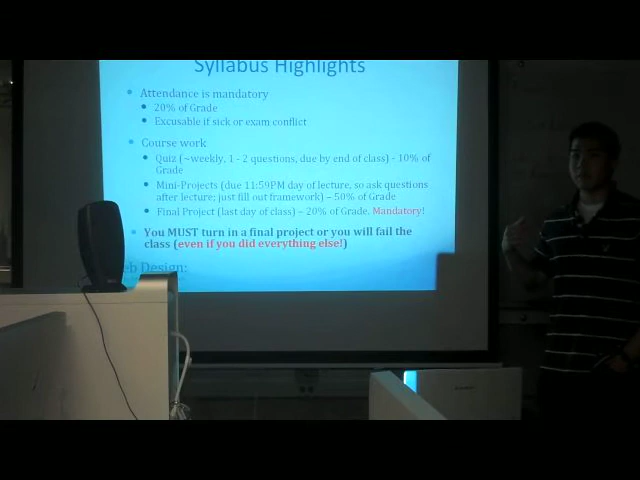 Syllabus Highlights
Attendance is mandatory
20% of Grade
Excusable if sick or exam conflict
Course work
Quiz (~weekly, 1 - 2 questions, due by end of class) - 10% of
Grade
Mini-Projects (due 11:59PM day of lecture, so ask questions
after lecture; just fill out framework) – 50% of Grade
Final Project (last day of class) – 20% of Grade. Mandatory!
You MUST turn in a final project or you will fail the
class (even if you did everything else!)
eb Design: